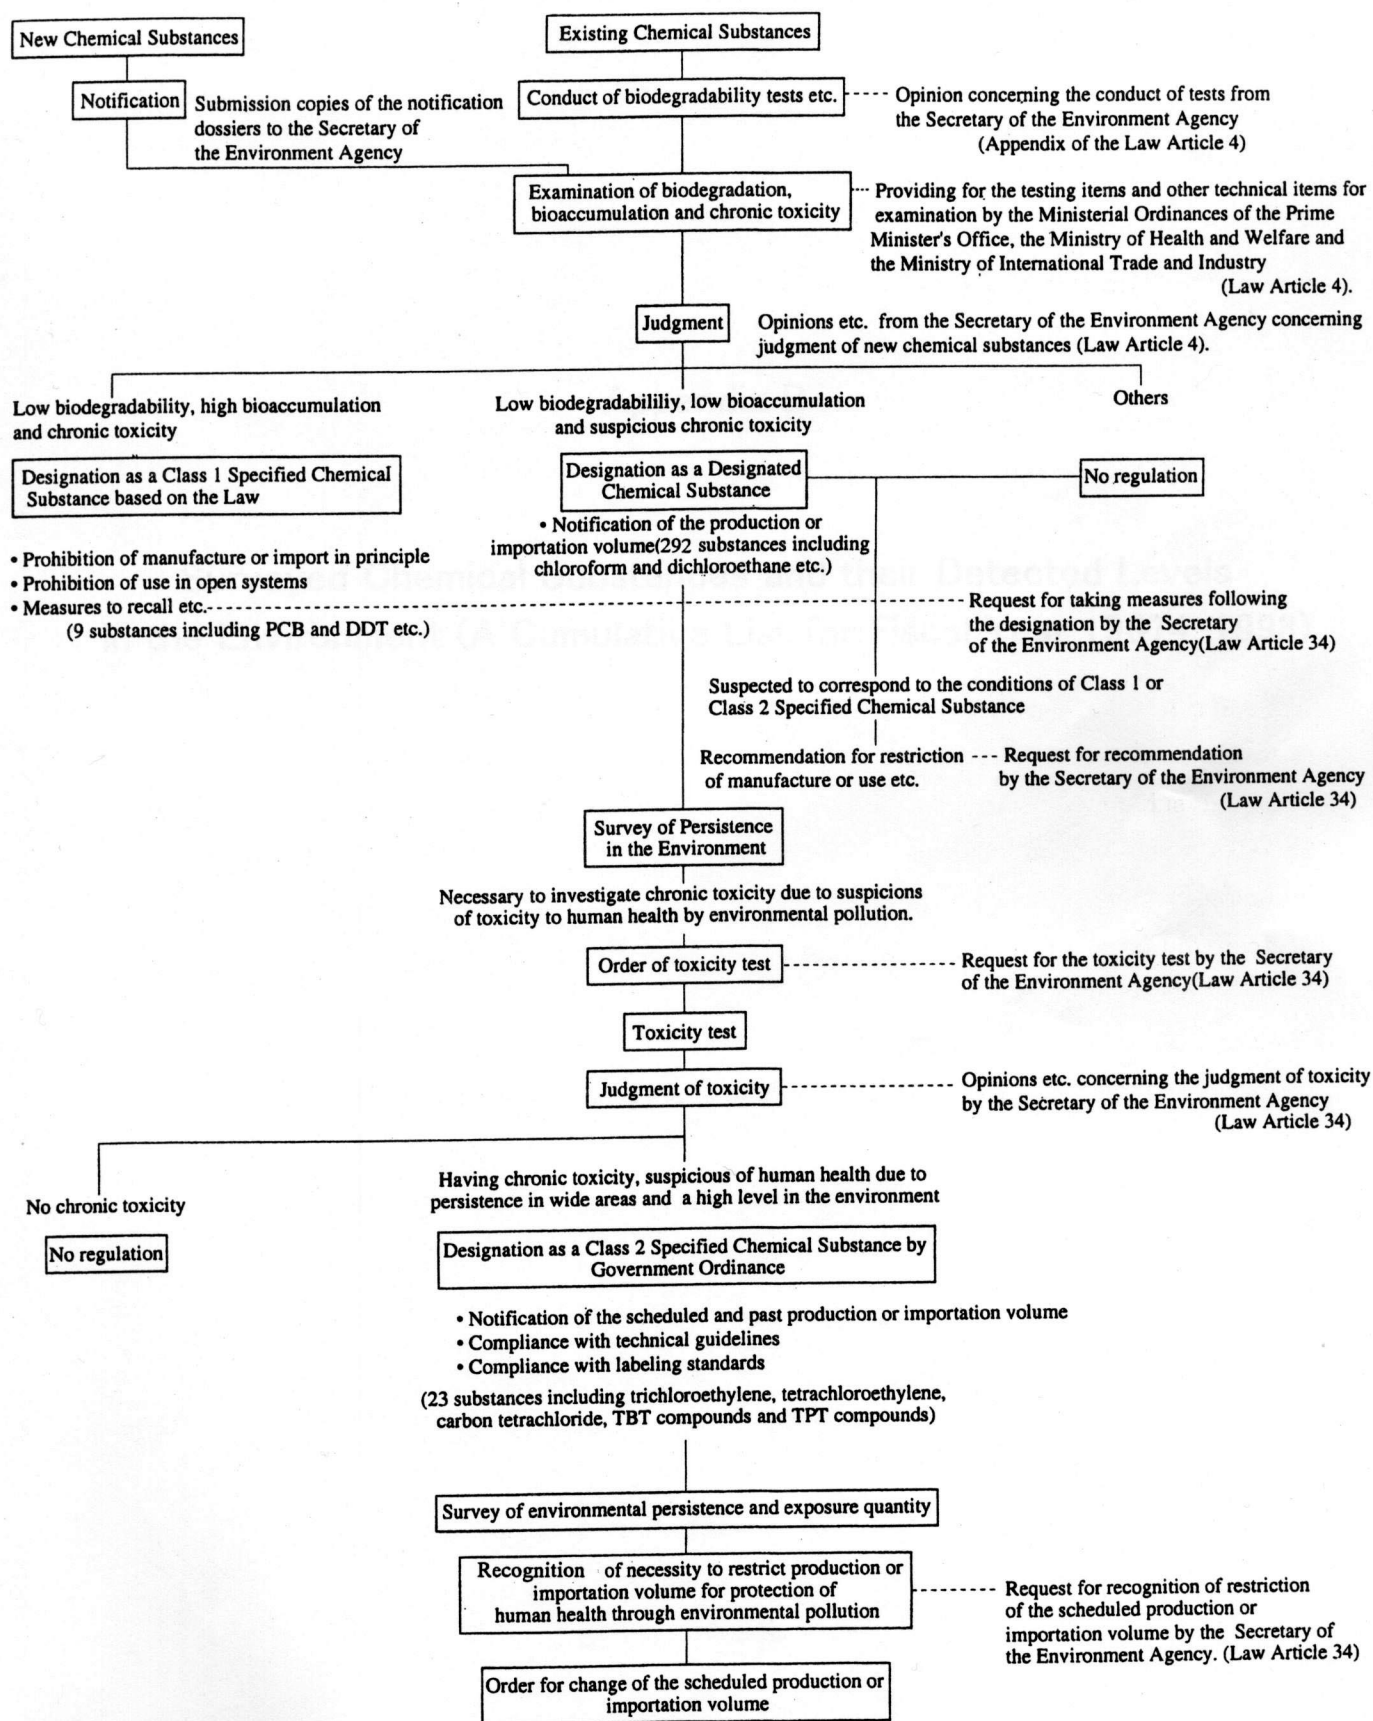 New Chemical Substances
Existing Chemical Substances
Notification
Submission copies of the notification
dossiers to the Secretary of
the Environment Agency
Conduct of biodegradability tests etc.
Opinion concerning the conduct of tests from
the Secretary of the Environment Agency
(Appendix of the Law Article 4)
Examination of biodegradation,
bioaccumulation and chronic toxicity
Providing for the testing items and other technical items for
examination by the Ministerial Ordinances of the Prime
Minister's Office, the Ministry of Health and Welfare and
the Ministry of International Trade and Industry
(Law Article 4).
Judgment
Opinions etc. from the Secretary of the Environment Agency concerning
judgment of new chemical substances (Law Article 4).
Low biodegradability, high bioaccumulation
and chronic toxicity
Low biodegradabililiy, low bioaccumulation
and suspicious chronic toxicity
Others
Designation as a Class 1 Specified Chemical
Substance based on the Law
Designation as a Designated
Chemical Substance
No regulation
• Notification of the production or
importation volume(292 substances including
chloroform and dichloroethane etc.)
• Prohibition of manufacture or import in principle
• Prohibition of use in open systems
• Measures to recall etc.
(9 substances including PCB and DDT etc.)
Request for taking measures following
the designation by the Secretary
of the Environment Agency(Law Article 34)
Suspected to correspond to the conditions of Class 1 or
Class 2 Specified Chemical Substance
Recommendation for restriction
of manufacture or use etc.
Request for recommendation
by the Secretary of the Environment Agency
(Law Article 34)
Survey of Persistence
in the Environment
Necessary to investigate chronic toxicity due to suspicions
of toxicity to human health by environmental pollution.
Order of toxicity test
Request for the toxicity test by the Secretary
of the Environment Agency(Law Article 34)
Toxicity test
Judgment of toxicity
Opinions etc. concerning the judgment of toxicity
by the Secretary of the Environment Agency
(Law Article 34)
No chronic toxicity
No regulation
Having chronic toxicity, suspicious of human health due to
persistence in wide areas and a high level in the environment
Designation as a Class 2 Specified Chemical Substance by
Government Ordinance
• Notification of the scheduled and past production or importation volume
• Compliance with technical guidelines
• Compliance with labeling standards
(23 substances including trichloroethylene, tetrachloroethylene,
carbon tetrachloride, TBT compounds and TPT compounds)
Survey of environmental persistence and exposure quantity
Recognition of necessity to restrict production or
importation volume for protection of
human health through environmental pollution
Request for recognition of restriction
of the scheduled production or
importation volume by the Secretary of
the Environment Agency. (Law Article 34)
Order for change of the scheduled production or
importation volume